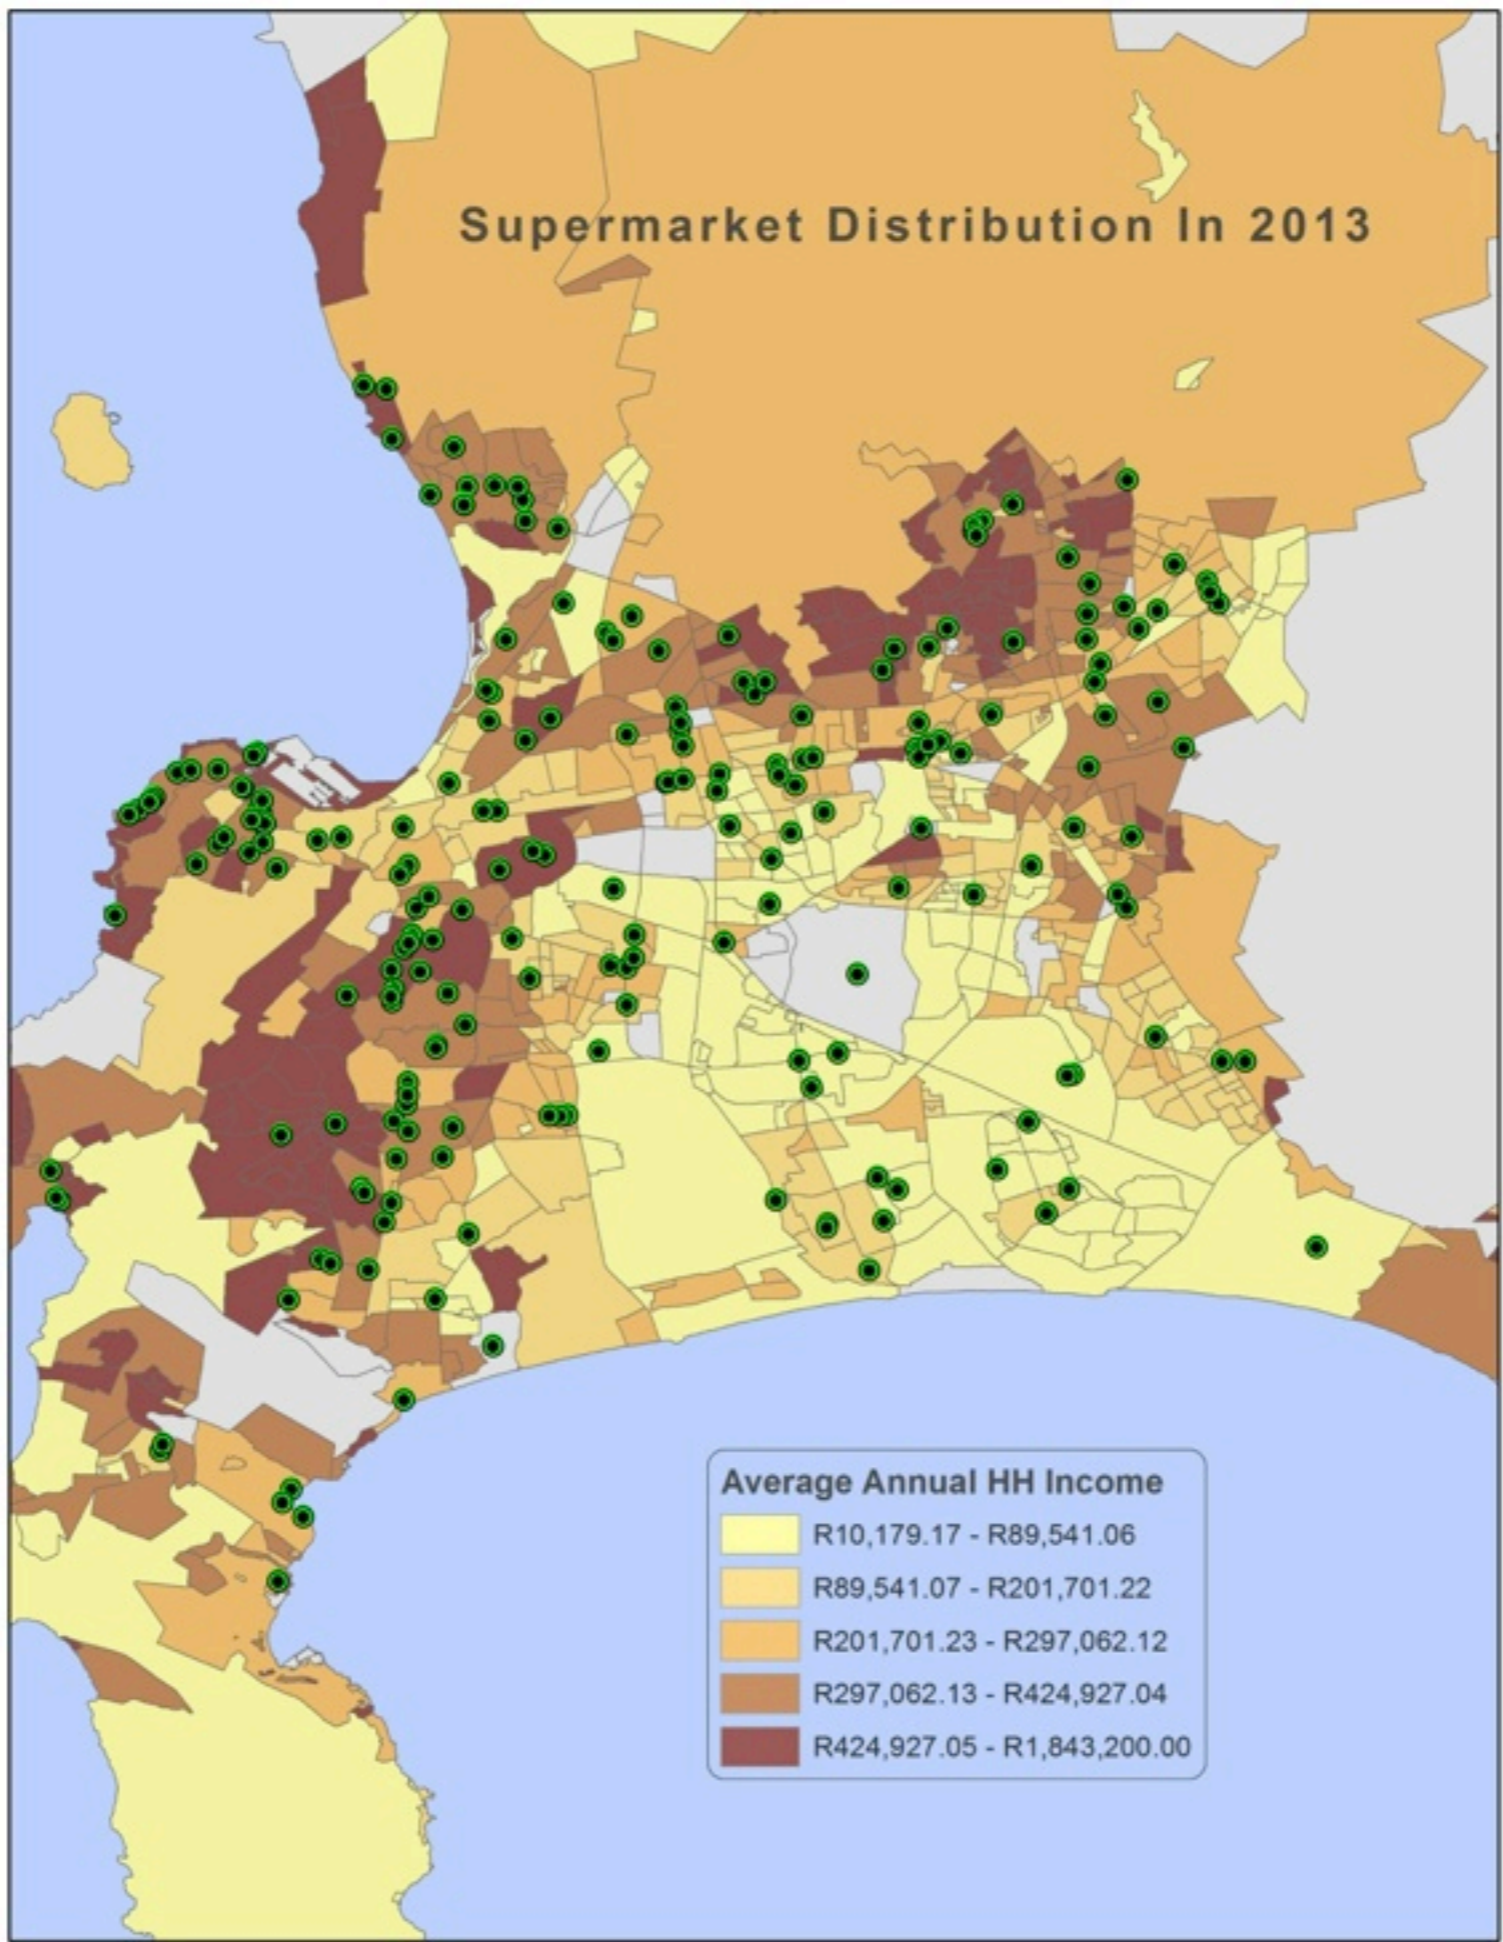 Supermarket Distribution In 2013
Average Annual HH Income
R10,179.17 - R89,541.06
R89,541.07 - R201,701.22
R201,701.23 - R297,062.12
R297,062.13 - R424,927.04
R424,927.05 - R1,843,200.00